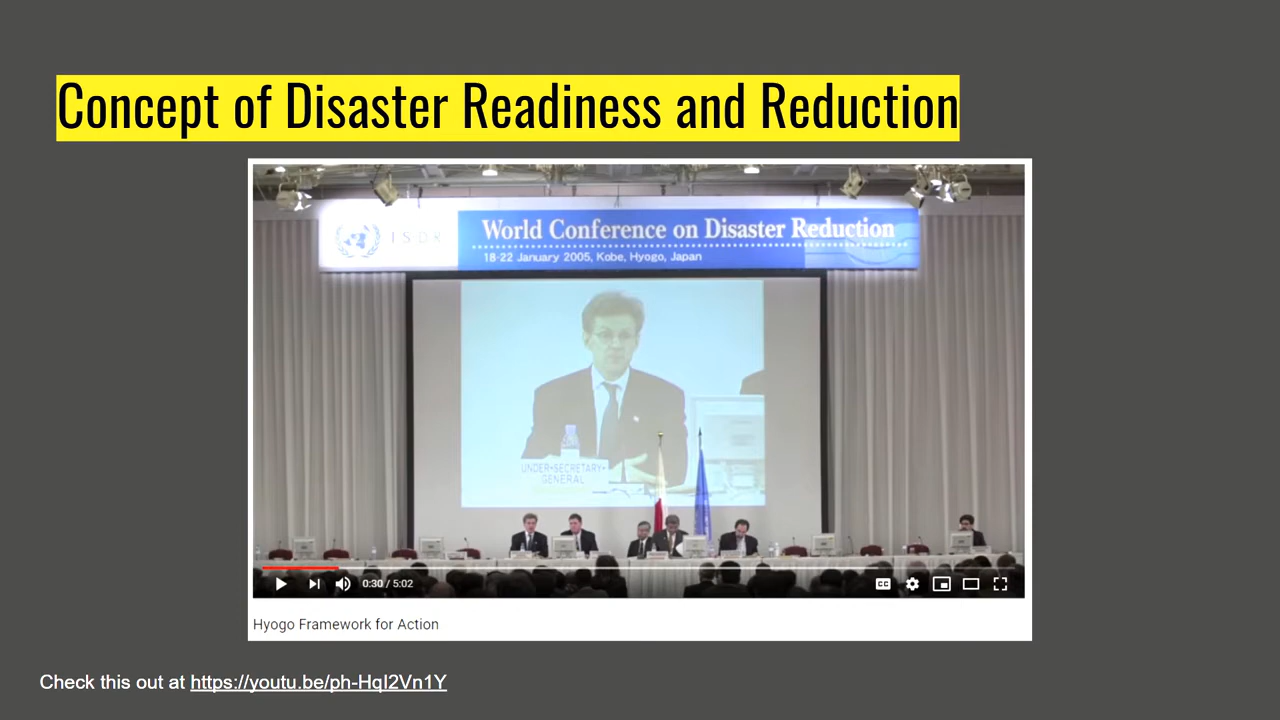 Concept of Disaster Readiness and Reduction
ISDR
World Conference on Disaster Reduction
18-22 January 2005, Kobe, Hyogo, Japan
UNDER-SECRETARY-
GENERAL
0:30 / 5:02
CC
Hyogo Framework for Action
Check this out at https://youtu.be/ph-HqI2Vn1Y